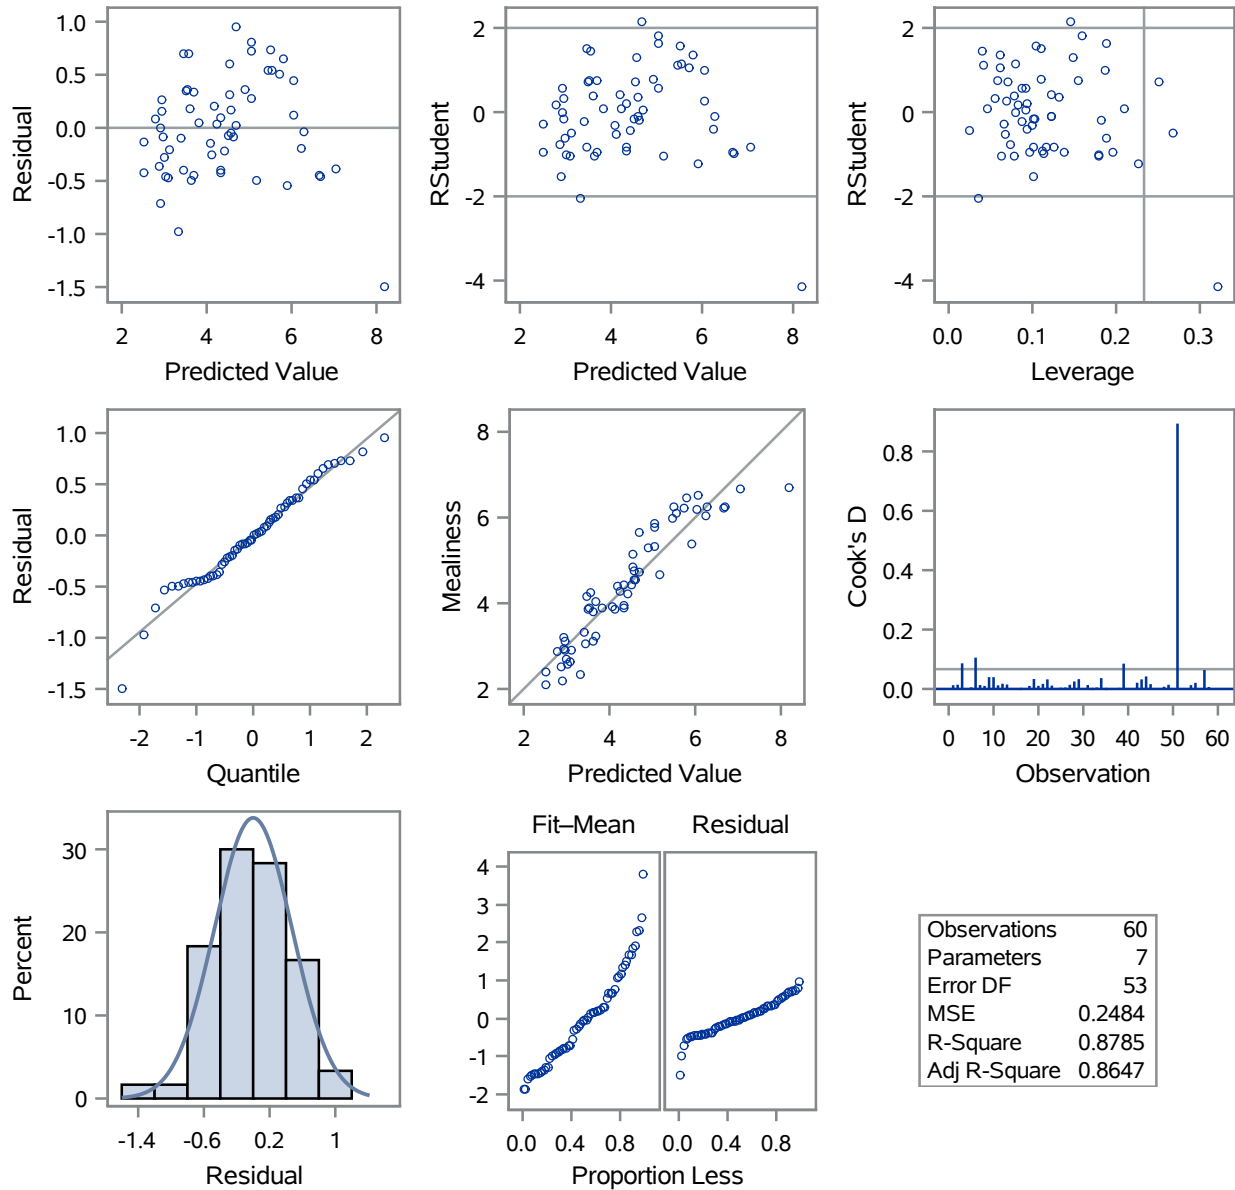 1.0
0.5
0.0
-0.5
-1.0
-1.5
Residual
2 4 6 8
Predicted Value
2
0
-2
-4
RStudent
2 4 6 8
Predicted Value
2
0
-2
-4
RStudent
0.0 0.1 0.2 0.3
Leverage
1.0
0.5
0.0
-0.5
-1.0
-1.5
Residual
-2 -1 0 1 2
Quantile
8
6
4
2
Mealiness
2 4 6 8
Predicted Value
0.8
0.6
0.4
0.2
0.0
Cook's D
0 10 20 30 40 50 60
Observation
30
20
10
0
Percent
-1.4 -0.6 0.2 1
Residual
Fit–Mean Residual
4
3
2
1
0
-1
-2
0.0 0.4 0.8 0.0 0.4 0.8
Proportion Less
Observations 60
Parameters 7
Error DF 53
MSE 0.2484
R-Square 0.8785
Adj R-Square 0.8647